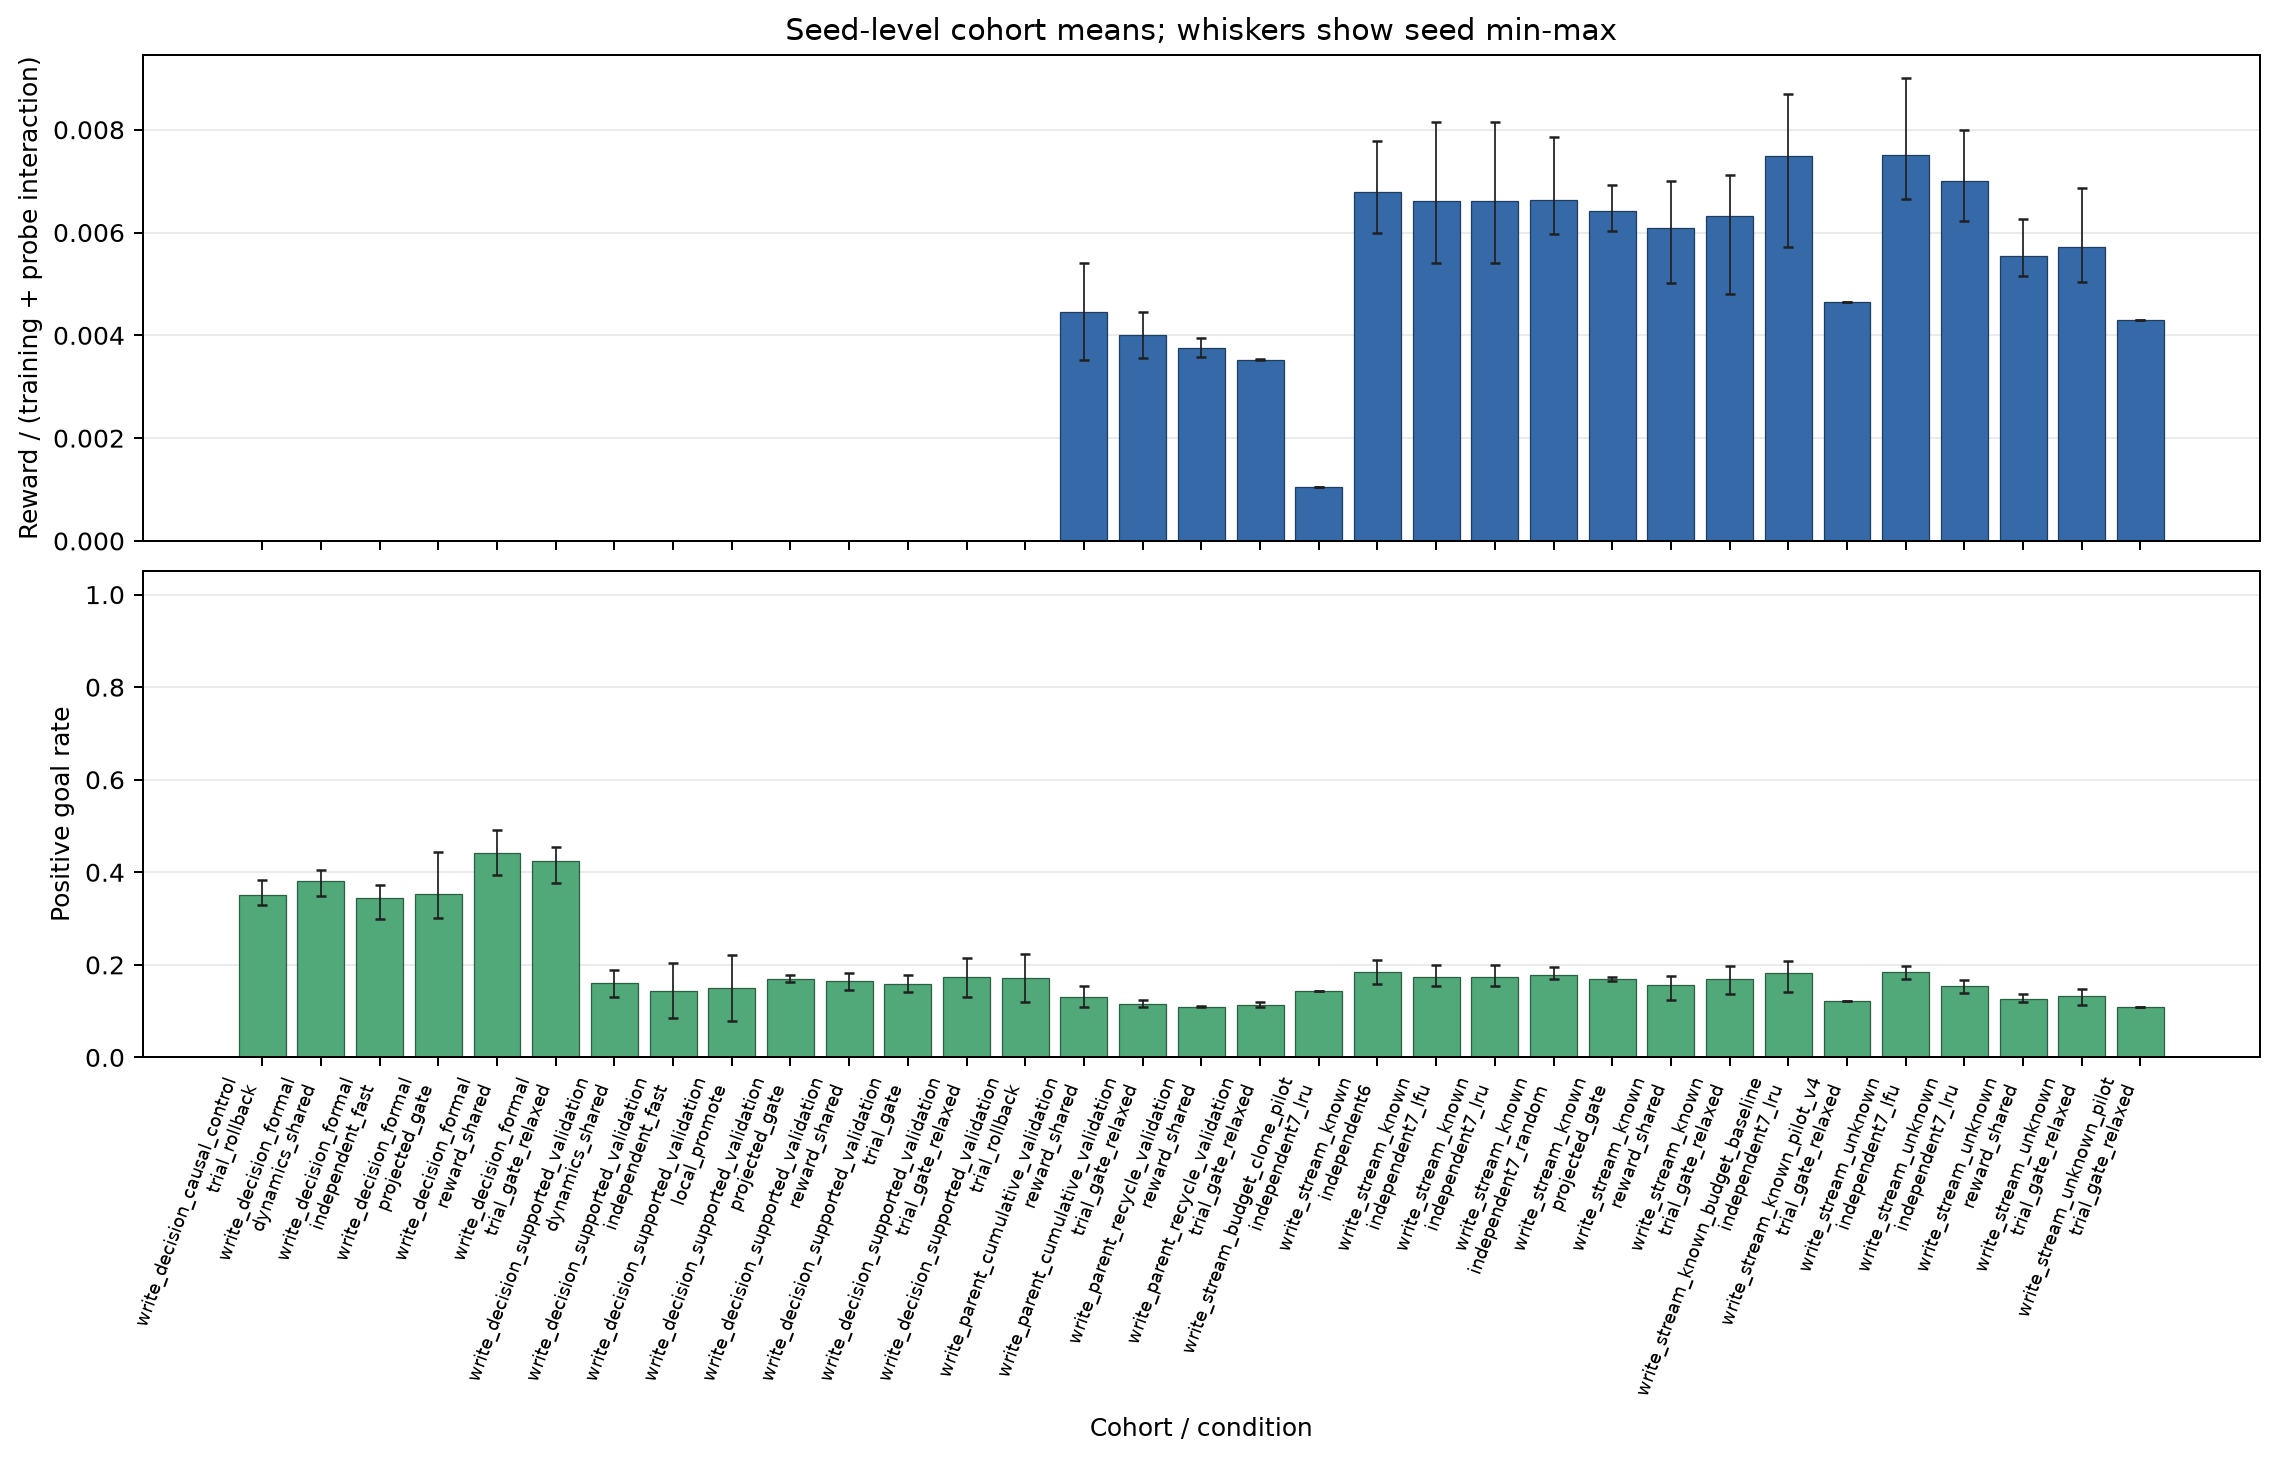 Seed-level cohort means; whiskers show seed min-max
Reward / (training + probe interaction)
0.008
0.006
0.004
0.002
0.000
Positive goal rate
1.0
0.8
0.6
0.4
0.2
0.0
write_decision_causal_control
trial_rollback
write_decision_formal
dynamics_shared
write_decision_formal
independent_fast
write_decision_formal
projected_gate
write_decision_formal
reward_shared
write_decision_formal
trial_gate_relaxed
write_decision_supported_validation
dynamics_shared
write_decision_supported_validation
independent_fast
write_decision_supported_validation
local_promote
write_decision_supported_validation
projected_gate
write_decision_supported_validation
reward_shared
write_decision_supported_validation
trial_gate
write_decision_supported_validation
trial_gate_relaxed
write_decision_supported_validation
trial_rollback
write_parent_cumulative_validation
reward_shared
write_parent_cumulative_validation
trial_gate_relaxed
write_parent_recycle_validation
reward_shared
write_parent_recycle_validation
trial_gate_relaxed
write_stream_budget_clone_pilot
independent7_lru
write_stream_known
independent6
write_stream_known
independent7_lfu
write_stream_known
independent7_lru
write_stream_known
independent7_random
write_stream_known
projected_gate
write_stream_known
reward_shared
write_stream_known
trial_gate_relaxed
write_stream_known_budget_baseline
independent7_lru
write_stream_known_pilot_v4
trial_gate_relaxed
write_stream_unknown
independent7_lfu
write_stream_unknown
independent7_lru
write_stream_unknown
reward_shared
write_stream_unknown
trial_gate_relaxed
write_stream_unknown_pilot
trial_gate_relaxed
Cohort / condition